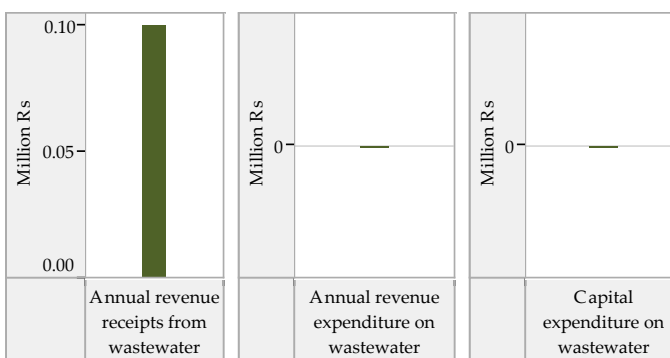 Million Rs
0.10
0.05
0.00
Annual revenue
receipts from
wastewater
Million Rs
0
Annual revenue
expenditure on
wastewater
Million Rs
0
Capital
expenditure on
wastewater